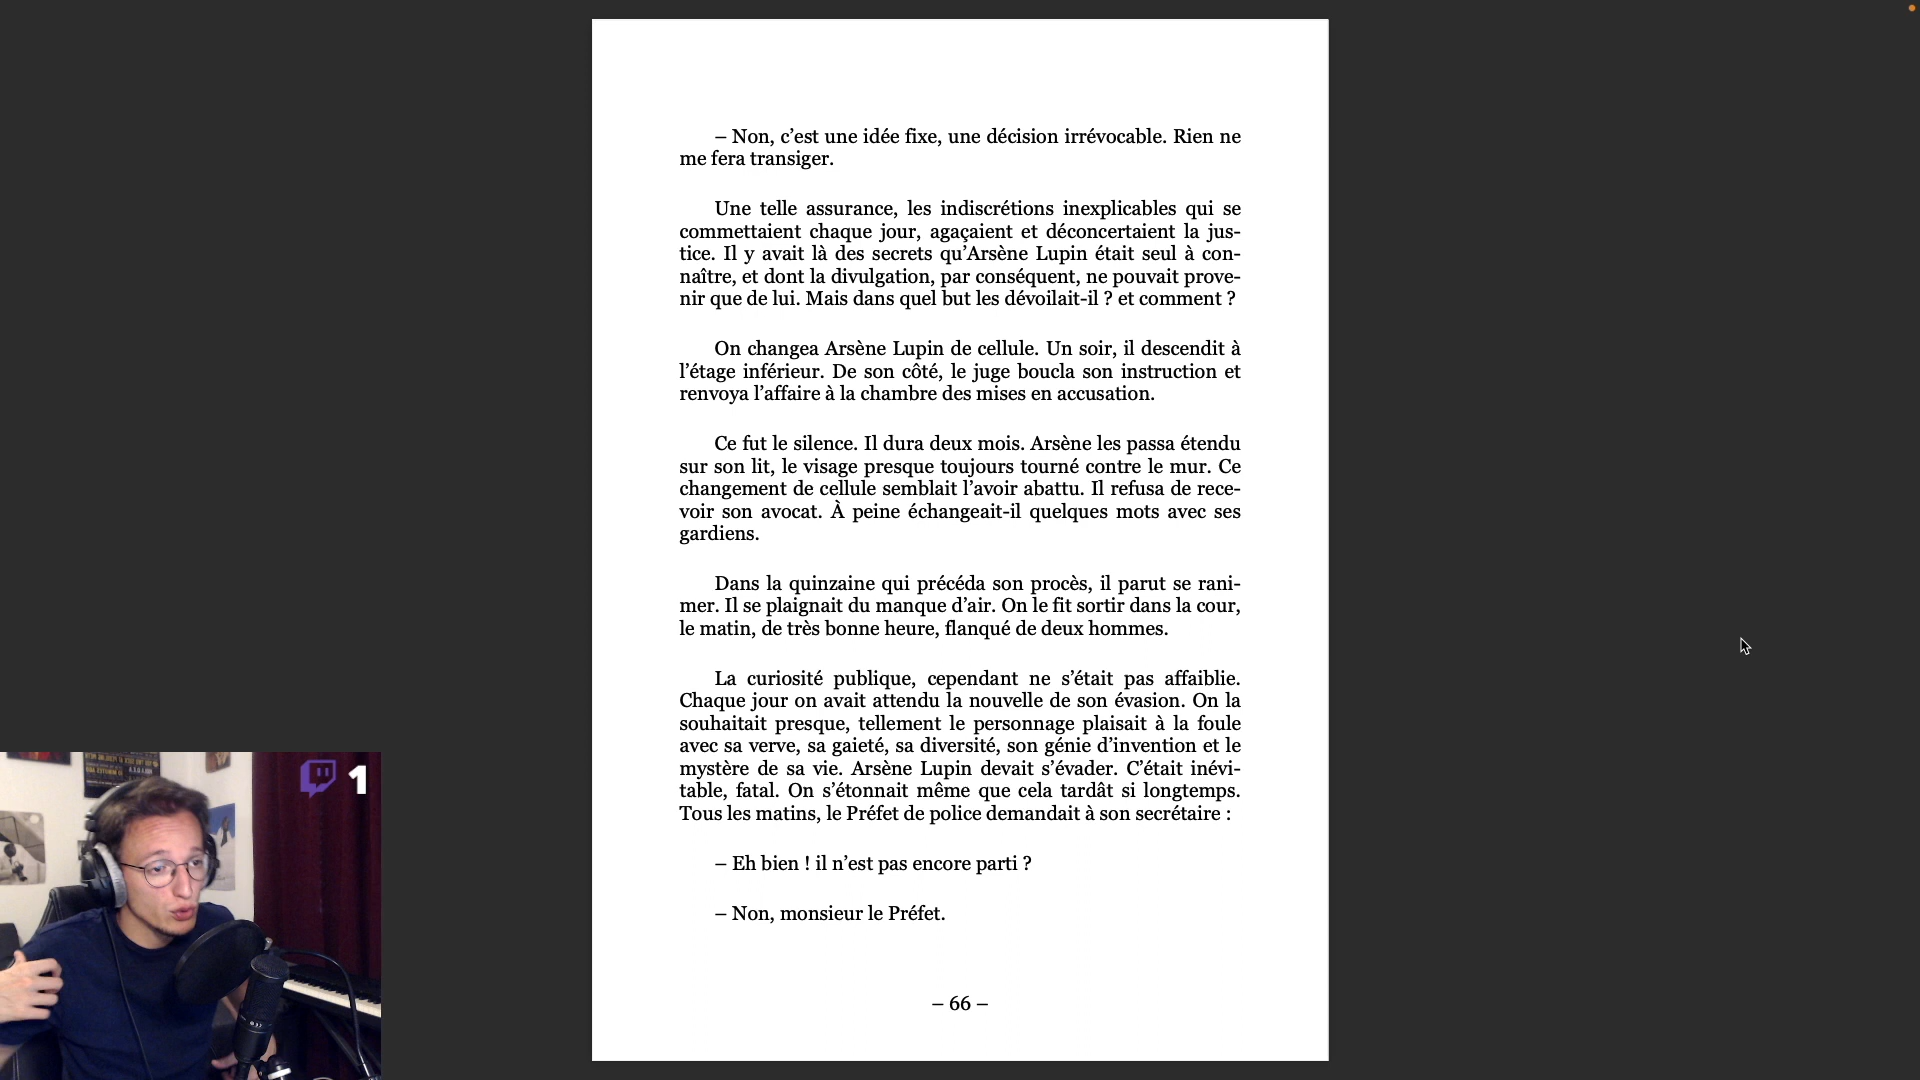 – Non, c’est une idée fixe, une décision irrévocable. Rien ne
me fera transiger.
Une telle assurance, les indiscrétions inexplicables qui se
commettaient chaque jour, agaçaient et déconcertaient la jus-
tice. Il y avait là des secrets qu’Arsène Lupin était seul à con-
naître, et dont la divulgation, par conséquent, ne pouvait prove-
nir que de lui. Mais dans quel but les dévoilait-il ? et comment ?
On changea Arsène Lupin de cellule. Un soir, il descendit à
l’étage inférieur. De son côté, le juge boucla son instruction et
renvoya l’affaire à la chambre des mises en accusation.
Ce fut le silence. Il dura deux mois. Arsène les passa étendu
sur son lit, le visage presque toujours tourné contre le mur. Ce
changement de cellule semblait l’avoir abattu. Il refusa de rece-
voir son avocat. À peine échangeait-il quelques mots avec ses
gardiens.
Dans la quinzaine qui précéda son procès, il parut se rani-
mer. Il se plaignait du manque d’air. On le fit sortir dans la cour,
le matin, de très bonne heure, flanqué de deux hommes.
La curiosité publique, cependant ne s’était pas affaiblie.
Chaque jour on avait attendu la nouvelle de son évasion. On la
souhaitait presque, tellement le personnage plaisait à la foule
avec sa verve, sa gaieté, sa diversité, son génie d’invention et le
mystère de sa vie. Arsène Lupin devait s’évader. C’était inévi-
table, fatal. On s’étonnait même que cela tardât si longtemps.
Tous les matins, le Préfet de police demandait à son secrétaire :
– Eh bien ! il n’est pas encore parti ?
– Non, monsieur le Préfet.
– 66 –
1